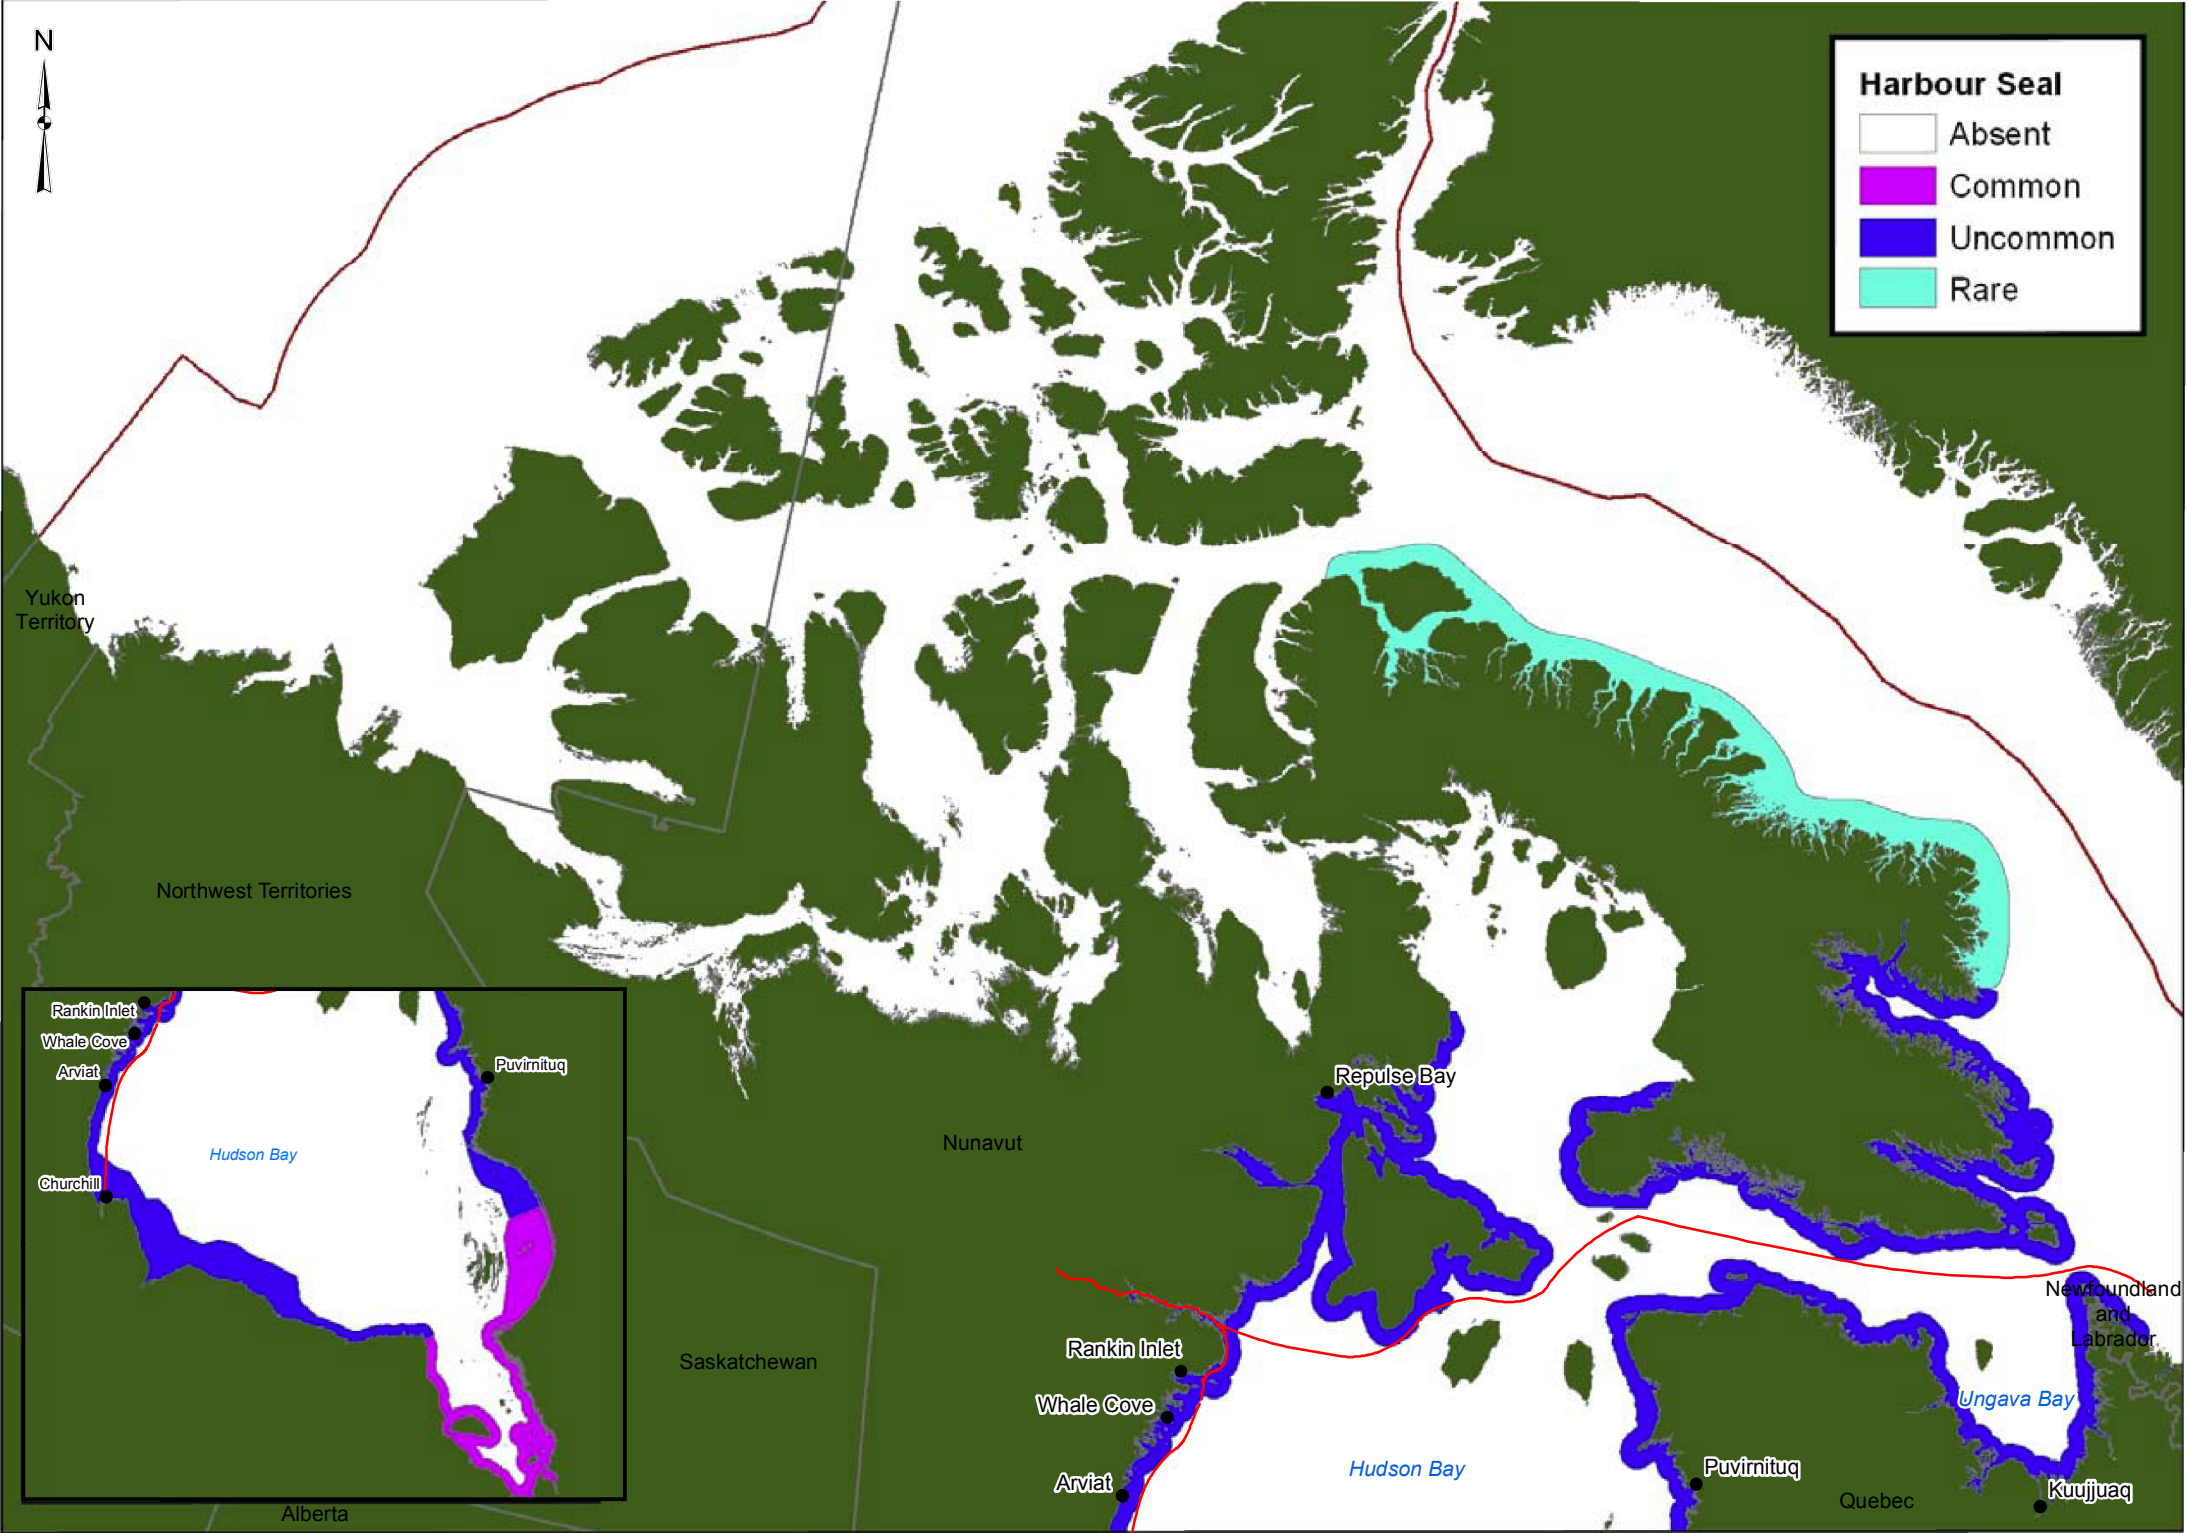 N
Harbour Seal
Absent
Common
Uncommon
Rare
Yukon
Territory
Northwest Territories
Rankin Inlet
Whale Cove
Arviat
Puvirnituq
Hudson Bay
Churchill
Repulse Bay
Nunavut
Newfoundland
and
Labrador
Saskatchewan
Rankin Inlet
Whale Cove
Ungava Bay
Arviat
Hudson Bay
Puvirnituq
Kuujjuaq
Quebec
Alberta